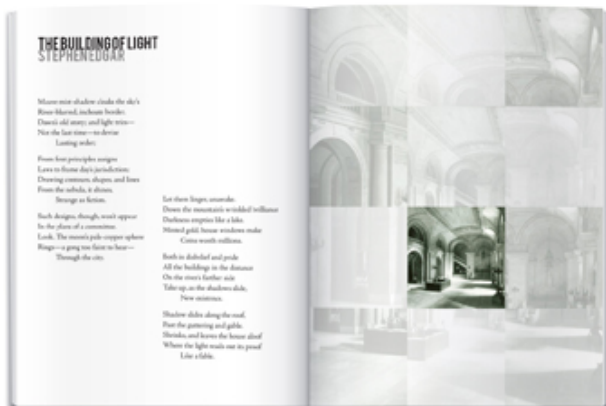 THE BUILDING OF LIGHT
STEPHEN EDGAR
Mauve mist-shadow cloaks the sky's
River-blurred, inchoate border.
Dawn's old story; and light tries—
Not the last time—to devise
Lasting order;
From first principles assigns
Laws to frame day's jurisdiction:
Drawing contours, shapes, and lines
From the nebula, it shines,
Strange as fiction.
Such designs, though, won't appear
In the plans of a committee.
Look. The moon's pale copper sphere
Rings—a gong too faint to hear—
Through the city.
Let them linger, unawake.
Down the mountain's wrinkled
Darkness empties like a lake.
Minted gold, house windows make
Coins worth millions.
Both in disbelief and pride
All the buildings in the distance
On the river's further side
Take up, as the shadows slide,
New existence.
Shadow slides along the roof,
Past the guttering and gable,
Shrinks, and leaves the house aloof
Where the light reads out its proof
Like a fable.